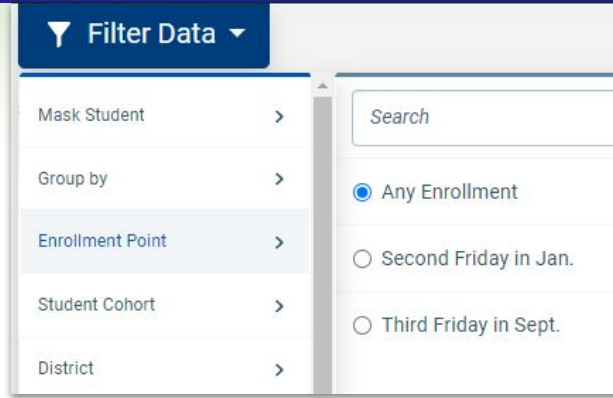 Filter Data
Mask Student
Group by
Enrollment Point
Student Cohort
District
Search
Any Enrollment
Second Friday in Jan.
Third Friday in Sept.